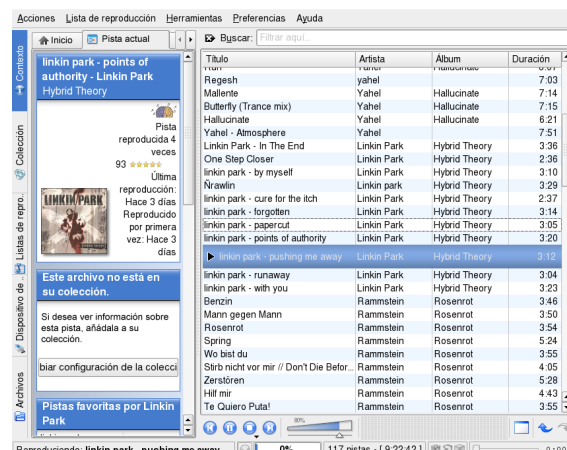 Acciones Lista de reproducción Herramientas Preferencias Ayuda
Contexto
Colección
Listas de repro.
Dispositivo de ..
Archivos
Inicio Pista actual
linkin park - points of
authority - Linkin Park
Hybrid Theory
Pista
reproducida 4
veces
93
Última
reproducción:
Hace 3 días
Reproducido
por primera
vez: Hace 3
días
LINKIN PARK
Este archivo no está en
su colección.
Si desea ver información sobre
esta pista, añádala a su
colección.
biar configuración de la colecci
Pistas favoritas por Linkin
Park
Buscar: Filtrar aquí...
Título Artista Álbum Duración
Regesh yahel 7:03
Mallente Yahel Hallucinate 7:14
Butterfly (Trance mix) Yahel Hallucinate 7:15
Hallucinate Yahel Hallucinate 6:21
Yahel - Atmosphere Yahel 7:51
Linkin Park - In The End Linkin Park Hybrid Theory 3:36
One Step Closer Linkin Park Hybrid Theory 2:36
linkin park - by myself Linkin Park Hybrid Theory 3:10
Ñrawlin Linkin park Hybrid theory 3:29
linkin park - cure for the itch Linkin Park Hybrid Theory 2:37
linkin park - forgotten Linkin Park Hybrid Theory 3:14
linkin park - papercut Linkin Park Hybrid Theory 3:05
linkin park - points of authority Linkin Park Hybrid Theory 3:20
linkin park - pushing me away Linkin Park Hybrid Theory 3:12
linkin park - runaway Linkin Park Hybrid Theory 3:04
linkin park - with you Linkin Park Hybrid Theory 3:23
Benzin Rammstein Rosenrot 3:46
Mann gegen Mann Rammstein Rosenrot 3:50
Rosenrot Rammstein Rosenrot 3:54
Spring Rammstein Rosenrot 5:24
Wo bist du Rammstein Rosenrot 3:55
Stirb nicht vor mir // Don't Die Befor... Rammstein Rosenrot 4:05
Zerstören Rammstein Rosenrot 5:28
Hilf mir Rammstein Rosenrot 4:43
Te Quiero Puta! Rammstein Rosenrot 3:55
80%
Reproduciendo: linkin park - pushing me away 0% 117 pistas - [ 9:22:42 ]